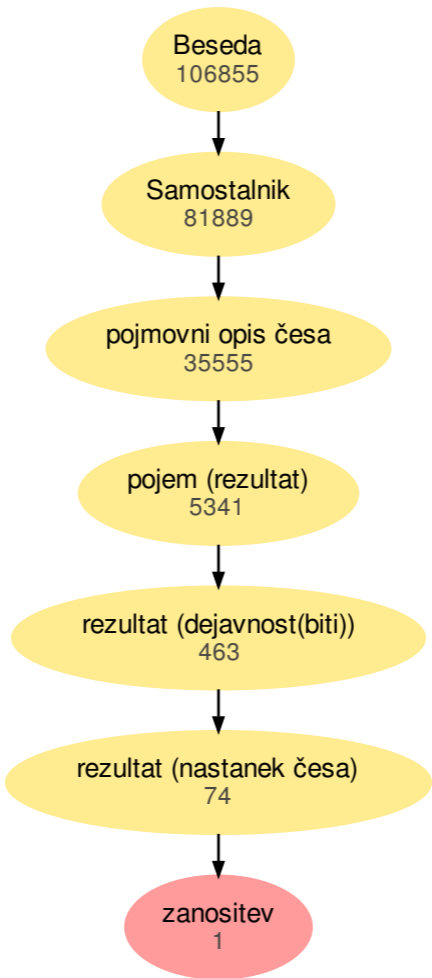 Beseda
106855
Samostalnik
81889
pojmovni opis česa
35555
pojem (rezultat)
5341
rezultat (dejavnost(biti))
463
rezultat (nastanek česa)
74
zanositev
1